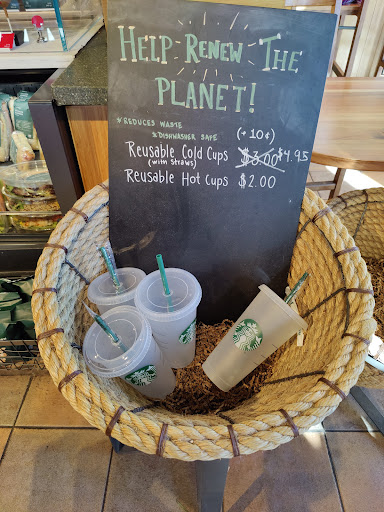 HELP RENEW THE
PLANET!
REDUCES WASTE
DISHWASHER SAFE (+10¢)
REUSABLE COLD CUPS $3.00 $4.95
(WITH STRAWS)
REUSABLE HOT CUPS $2.00